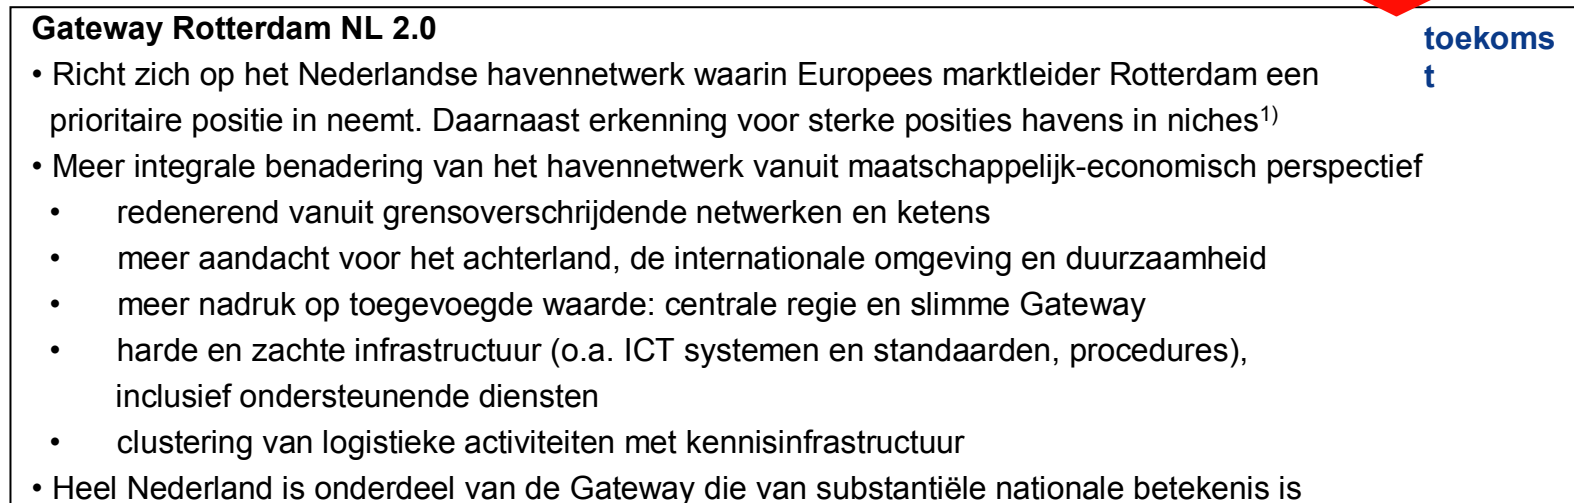 Gateway Rotterdam NL 2.0
toekoms
t
• Richt zich op het Nederlandse havennetwerk waarin Europees marktleider Rotterdam een
prioritaire positie in neemt. Daarnaast erkenning voor sterke posities havens in niches1)
• Meer integrale benadering van het havennetwerk vanuit maatschappelijk-economisch perspectief
• redenerend vanuit grensoverschrijdende netwerken en ketens
• meer aandacht voor het achterland, de internationale omgeving en duurzaamheid
• meer nadruk op toegevoegde waarde: centrale regie en slimme Gateway
• harde en zachte infrastructuur (o.a. ICT systemen en standaarden, procedures),
inclusief ondersteunende diensten
• clustering van logistieke activiteiten met kennisinfrastructuur
• Heel Nederland is onderdeel van de Gateway die van substantiële nationale betekenis is